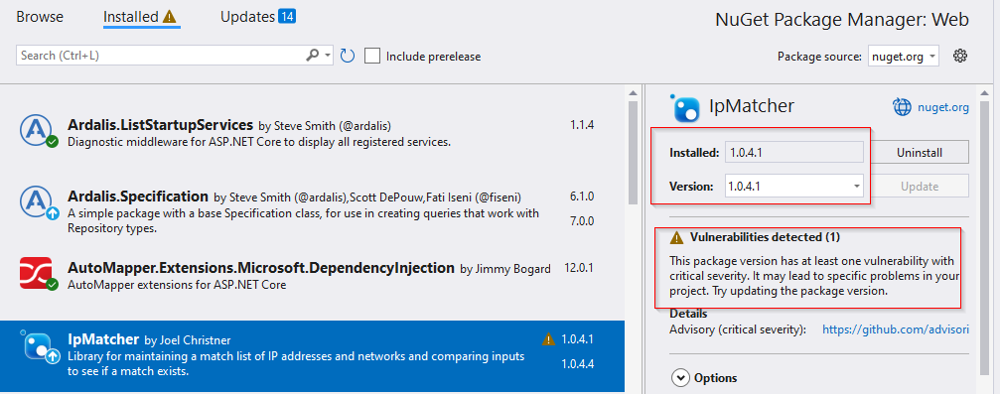 Browse Installed Updates 14
NuGet Package Manager: Web
Search (Ctrl+L) Include prerelease
Package source: nuget.org
Ardalis.ListStartupServices by Steve Smith (@ardalis) 1.1.4
Diagnostic middleware for ASP.NET Core to display all registered services.
Ardalis.Specification by Steve Smith (@ardalis),Scott DePouw,Fati Iseni (@fiseni) 6.1.0
A simple package with a base Specification class, for use in creating queries that work with 7.0.0
Repository types.
AutoMapper.Extensions.Microsoft.DependencyInjection by Jimmy Bogard 12.0.1
AutoMapper extensions for ASP.NET Core
IpMatcher by Joel Christner 1.0.4.1
Library for maintaining a match list of IP addresses and networks and comparing inputs 1.0.4.4
to see if a match exists.
IpMatcher nuget.org
Installed: 1.0.4.1 Uninstall
Version: 1.0.4.1 Update
Vulnerabilities detected (1)
This package version has at least one vulnerability with
critical severity. It may lead to specific problems in your
project. Try updating the package version.
Details
Advisory (critical severity): https://github.com/advisori
Options